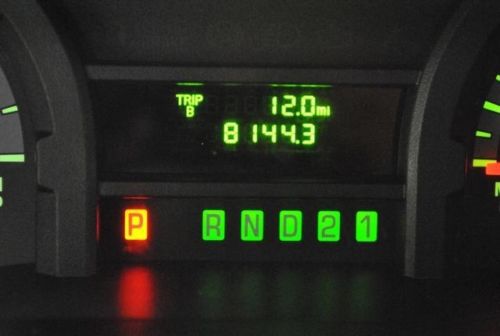 TRIP 12.0mi
B
8144.3
P R N D 2 1